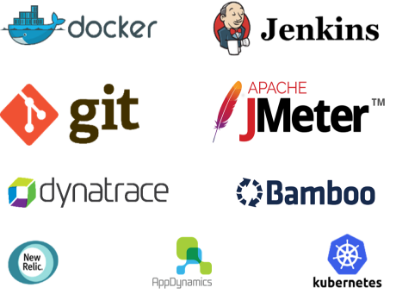 docker
Jenkins
git
APACHE
JMeter™
dynatrace
Bamboo
New
Relic.
AppDynamics
kubernetes